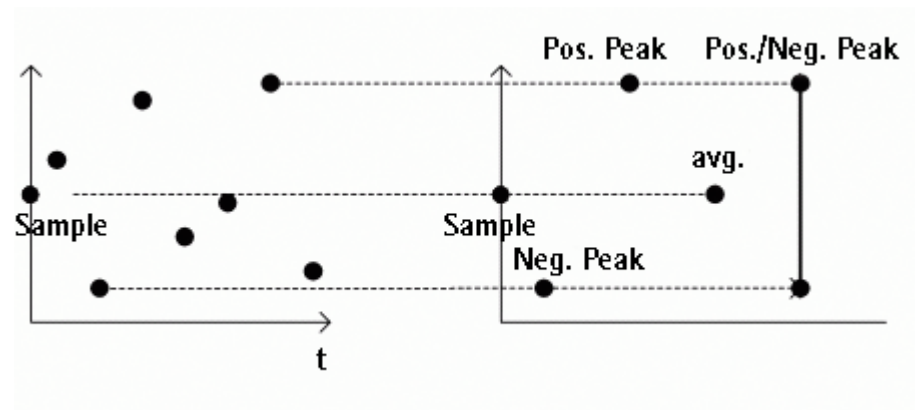 Pos. Peak
Pos./Neg. Peak
avg.
Sample
Sample
Neg. Peak
t